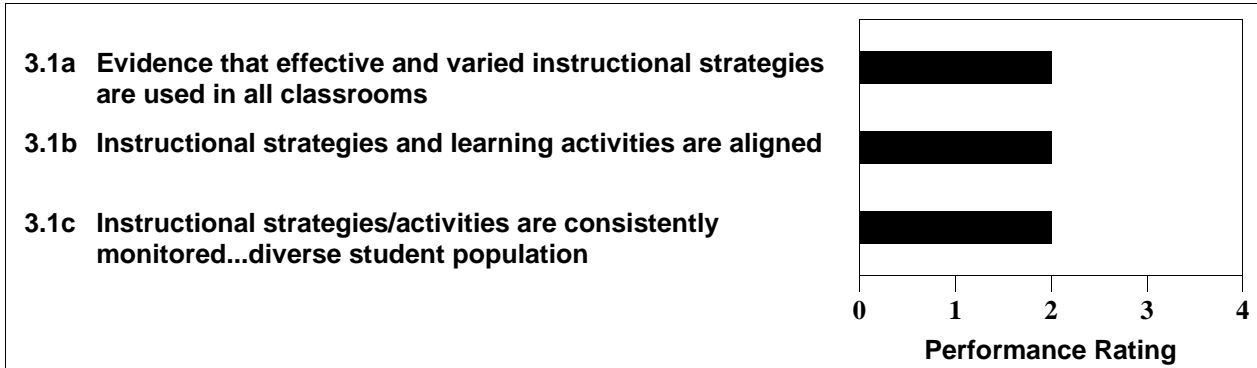 3.1a Evidence that effective and varied instructional strategies
are used in all classrooms
3.1b Instructional strategies and learning activities are aligned
3.1c Instructional strategies/activities are consistently
monitored...diverse student population
0 1 2 3 4
Performance Rating